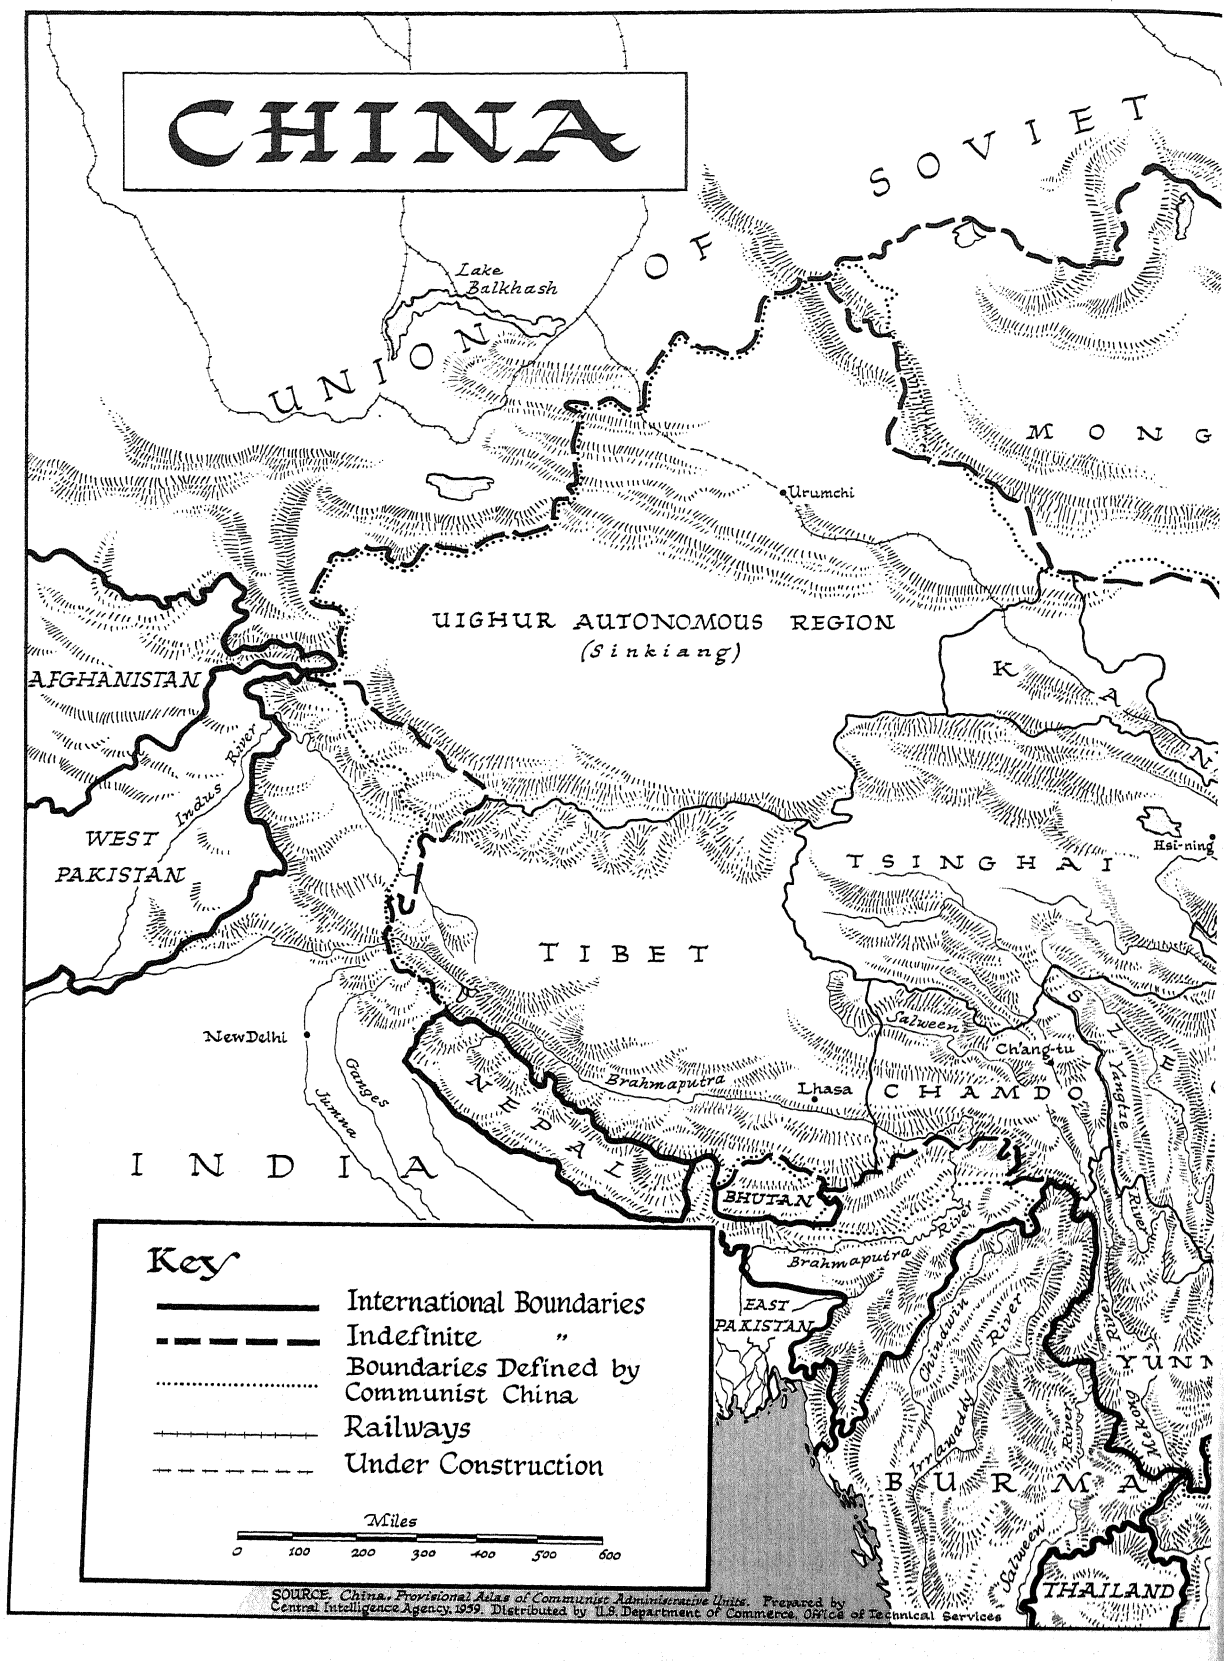 CHINA
SOVIET
OF
UNION
Lake
Balkhash
MONG
Urumchi
UIGHUR AUTONOMOUS REGION
(Sinkiang)
AFGHANISTAN
K A N
Indus River
WEST
PAKISTAN
TSINGHAI
Hsi-ning
TIBET
New Delhi
Salween
Ch'ang-tu
S Z E C
Ganges
Jumna
Brahmaputra
Lhasa
CHAMDO
Yangtze River
NEPAL
INDIA
BHUTAN
River
Brahmaputra
EAST
PAKISTAN
Chindwin
River
River
YUNN
Irrawaddy
River
Mekong
BURMA
Salween
THAILAND
Key
International Boundaries
Indefinite "
Boundaries Defined by
Communist China
Railways
Under Construction
Miles
0 100 200 300 400 500 600
SOURCE: China, Provisional Atlas of Communist Administrative Units. Prepared by
Central Intelligence Agency, 1959. Distributed by U.S. Department of Commerce, Office of Technical Services